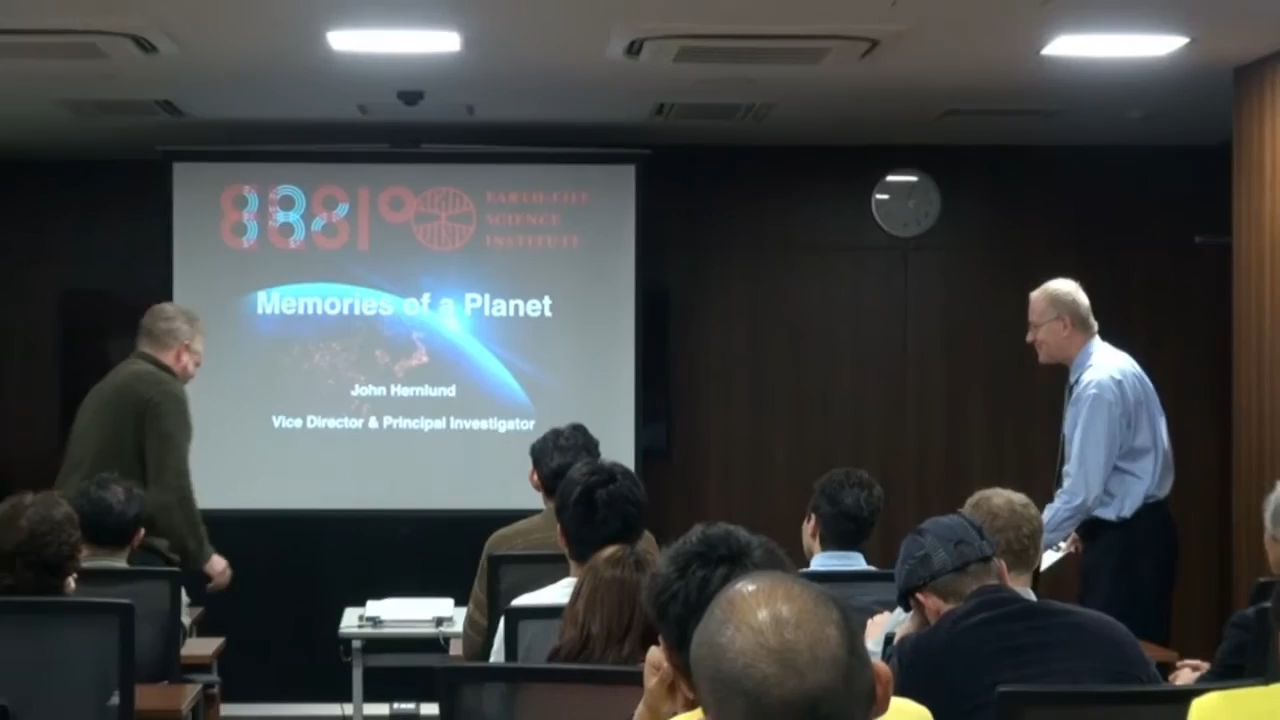 EARTH-LIFE
SCIENCE
INSTITUTE
Memories of a Planet
John Hernlund
Vice Director & Principal Investigator